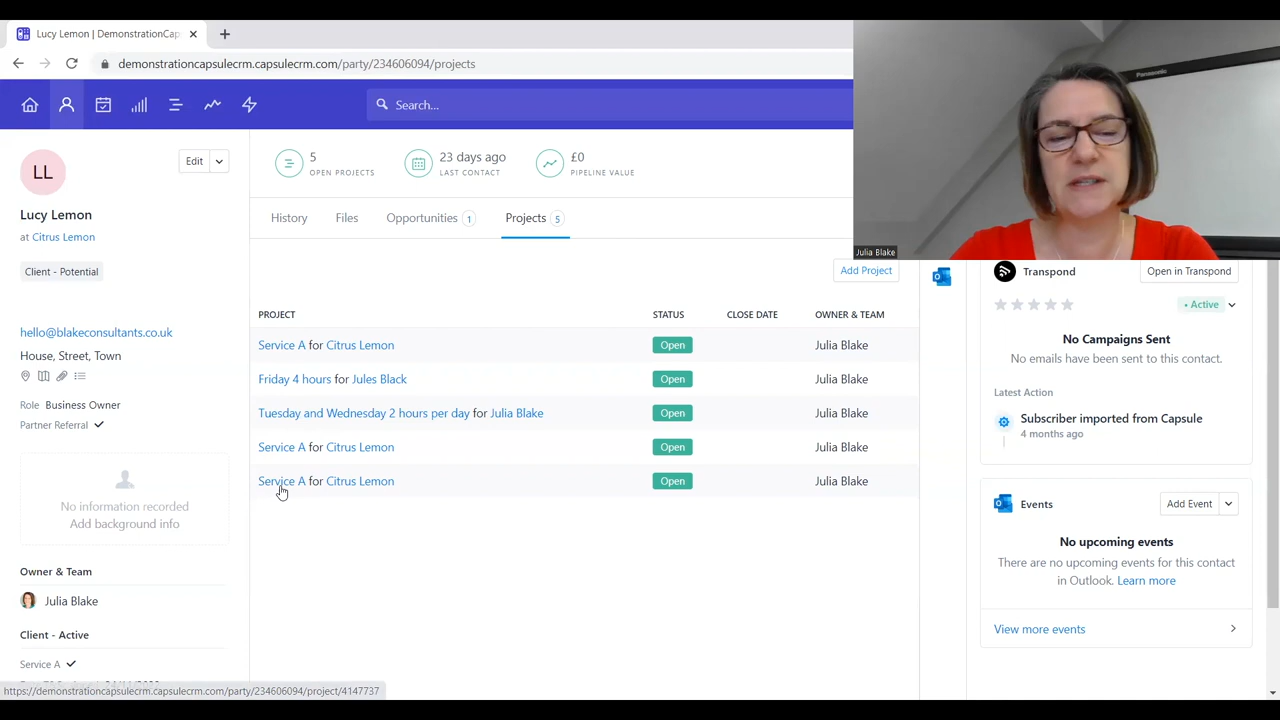 Lucy Lemon | DemonstrationCap
demonstrationcapsulecrm.capsulecrm.com/party/234606094/projects
Search...
Panasonic
Julia Blake
LL
Edit
Lucy Lemon
at Citrus Lemon
Client - Potential
hello@blakeconsultants.co.uk
House, Street, Town
Role Business Owner
Partner Referral
No information recorded
Add background info
Owner & Team
Julia Blake
Client - Active
Service A
5
OPEN PROJECTS
23 days ago
LAST CONTACT
£0
PIPELINE VALUE
History
Files
Opportunities 1
Projects 5
Add Project
PROJECT STATUS CLOSE DATE OWNER & TEAM
Service A for Citrus Lemon Open Julia Blake
Friday 4 hours for Jules Black Open Julia Blake
Tuesday and Wednesday 2 hours per day for Julia Blake Open Julia Blake
Service A for Citrus Lemon Open Julia Blake
Service A for Citrus Lemon Open Julia Blake
Transpond
Open in Transpond
Active
No Campaigns Sent
No emails have been sent to this contact.
Latest Action
Subscriber imported from Capsule
4 months ago
Events
Add Event
No upcoming events
There are no upcoming events for this contact
in Outlook. Learn more
View more events
https://demonstrationcapsulecrm.capsulecrm.com/party/234606094/project/4147737